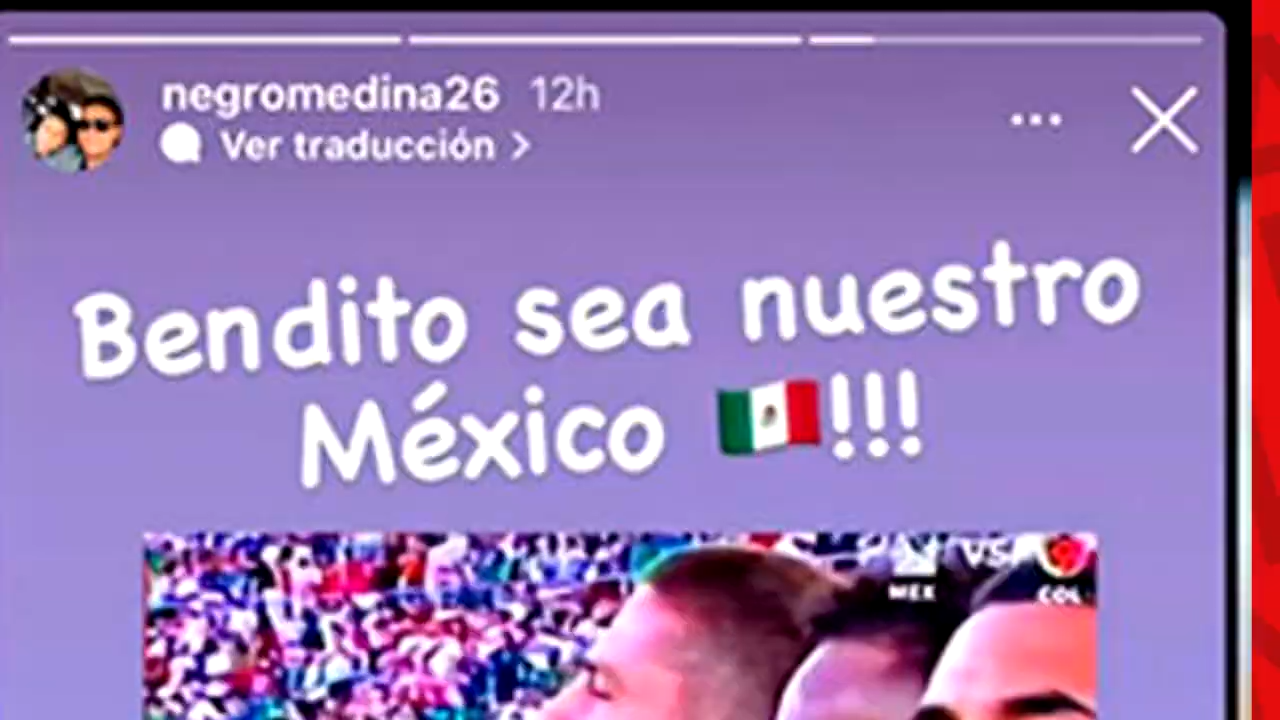 negromedina26 12h
Ver traducción
Bendito sea nuestro
México 🇲🇽!!!
VS
MEX
COL